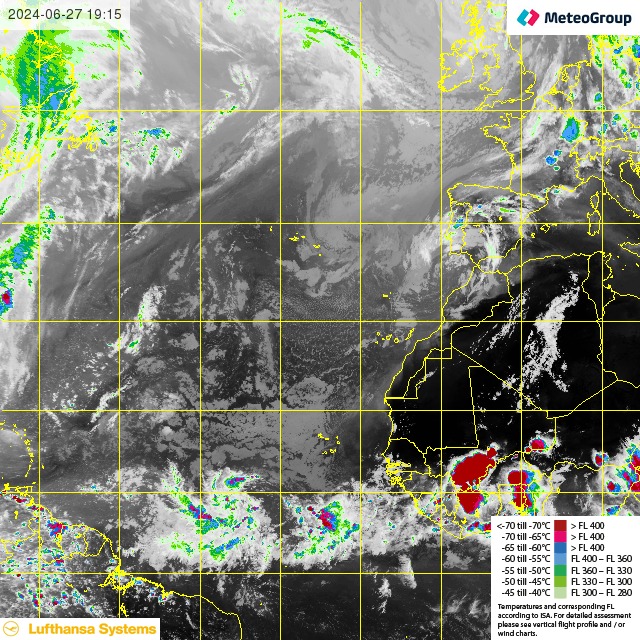 2024-06-27 19:15
MeteoGroup
<-70 till -70°C > FL 400
-70 till -65°C > FL 400
-65 till -60°C > FL 400
-60 till -55°C FL 400 – FL 360
-55 till -50°C FL 360 – FL 330
-50 till -45°C FL 330 – FL 300
-45 till -40°C FL 300 – FL 280
Temperatures and corresponding FL
according to ISA. For detailed assessment
please see vertical flight profile and / or
wind charts.
Lufthansa Systems